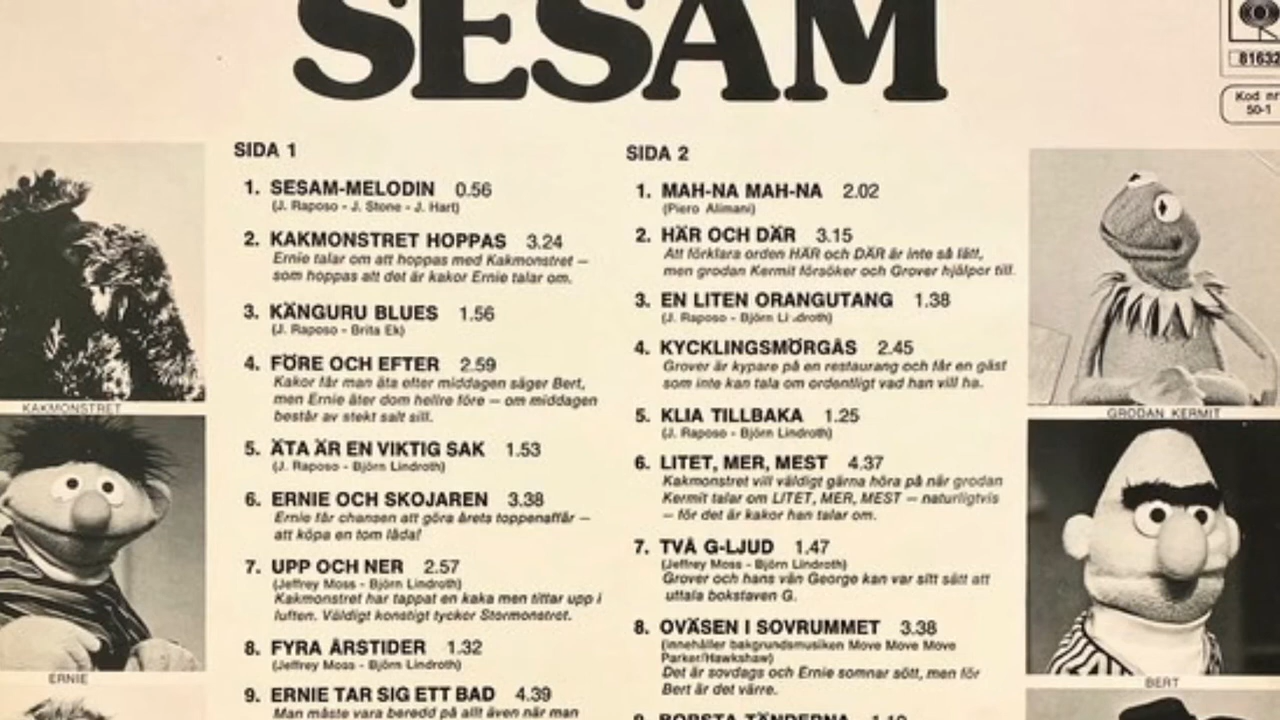 SESAM
81632
Kod nr
50-1
SIDA 1
1. SESAM-MELODIN 0.56
(J. Raposo - J. Stone - J. Hart)
2. KAKMONSTRET HOPPAS 3.24
Ernie talar om att hoppas med Kakmonstret —
som hoppas att det är kakor Ernie talar om.
3. KÄNGURU BLUES 1.56
(J. Raposo - Brita Ek)
4. FÖRE OCH EFTER 2.59
Kakor får man äta efter middagen säger Bert,
men Ernie äter dom hellre före — om middagen
består av stekt salt sill.
5. ÄTA ÄR EN VIKTIG SAK 1.53
(J. Raposo - Björn Lindroth)
6. ERNIE OCH SKOJAREN 3.38
Ernie får chansen att göra årets toppenaffär —
att köpa en tom låda!
7. UPP OCH NER 2.57
(Jeffrey Moss - Björn Lindroth)
Kakmonstret har tappat en kaka men tittar upp i
luften. Väldigt konstigt tycker Stormonstret.
8. FYRA ÅRSTIDER 1.32
(Jeffrey Moss - Björn Lindroth)
9. ERNIE TAR SIG ETT BAD 4.39
Man måste vara beredd på allt även när man
SIDA 2
1. MAH-NA MAH-NA 2.02
(Piero Alimani)
2. HÄR OCH DÄR 3.15
Att förklara orden HÄR och DÄR är inte så lätt,
men grodan Kermit försöker och Grover hjälper till.
3. EN LITEN ORANGUTANG 1.38
(J. Raposo - Björn Li .droth)
4. KYCKLINGSMÖRGÅS 2.45
Grover är kypare på en restaurang och får en gäst
som inte kan tala om ordentligt vad han vill ha.
5. KLIA TILLBAKA 1.25
(J. Raposo - Björn Lindroth)
6. LITET, MER, MEST 4.37
Kakmonstret vill väldigt gärna höra på när grodan
Kermit talar om LITET, MER, MEST — naturligtvis
— för det är kakor han talar om.
7. TVÅ G-LJUD 1.47
(Jeffrey Moss - Björn Lindroth)
Grover och hans vän George kan var sitt sätt att
uttala bokstaven G.
8. OVÄSEN I SOVRUMMET 3.38
(innehåller bakgrundsmusiken Move Move Move
Parker/Hawkshaw)
Det är sovdags och Ernie somnar sött, men för
Bert är det värre.
9. BORSTA TÄNDERNA
KAKMONSTRET
ERNIE
GRODAN KERMIT
BERT